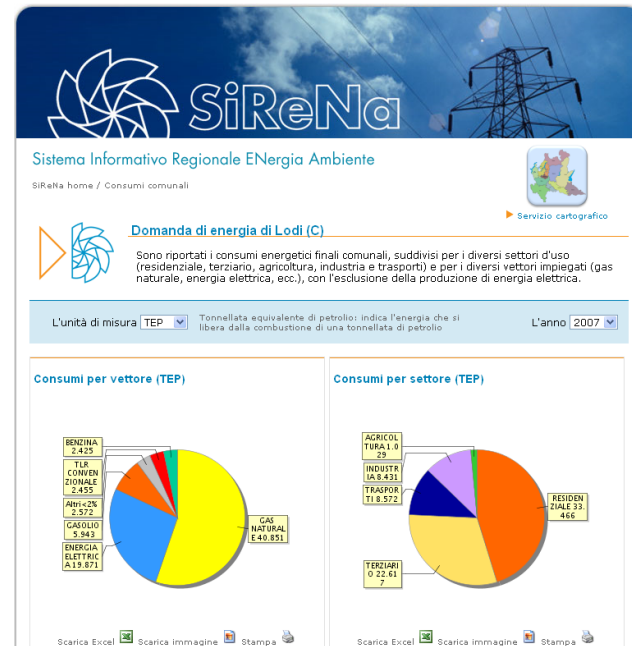 SiReNa
Sistema Informativo Regionale ENergia Ambiente
SiReNa home / Consumi comunali
Servizio cartografico
Domanda di energia di Lodi (C)
Sono riportati i consumi energetici finali comunali, suddivisi per i diversi settori d'uso
(residenziale, terziario, agricoltura, industria e trasporti) e per i diversi vettori impiegati (gas
naturale, energia elettrica, ecc.), con l'esclusione della produzione di energia elettrica.
L'unità di misura TEP
Tonnellata equivalente di petrolio: indica l'energia che si
libera dalla combustione di una tonnellata di petrolio
L'anno 2007
Consumi per vettore (TEP)
BENZINA
2.425
TLR
CONVEN
ZIONALE
2.455
Altri<2%
2.572
GASOLIO
5.943
ENERGIA
ELETTRIC
A 19.871
GAS
NATURAL
E 40.851
Scarica Excel Scarica immagine Stampa
Consumi per settore (TEP)
AGRICOL
TURA 1.0
29
INDUSTR
IA 8.431
TRASPOR
TI 8.572
TERZIARI
O 22.61
7
RESIDEN
ZIALE 33.
466
Scarica Excel Scarica immagine Stampa